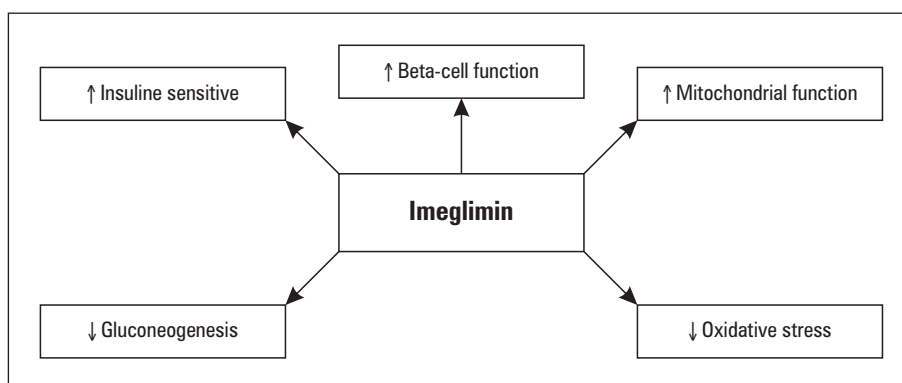 ↑ Beta-cell function
↑ Insuline sensitive
↑ Mitochondrial function
Imeglimin
↓ Gluconeogenesis
↓ Oxidative stress